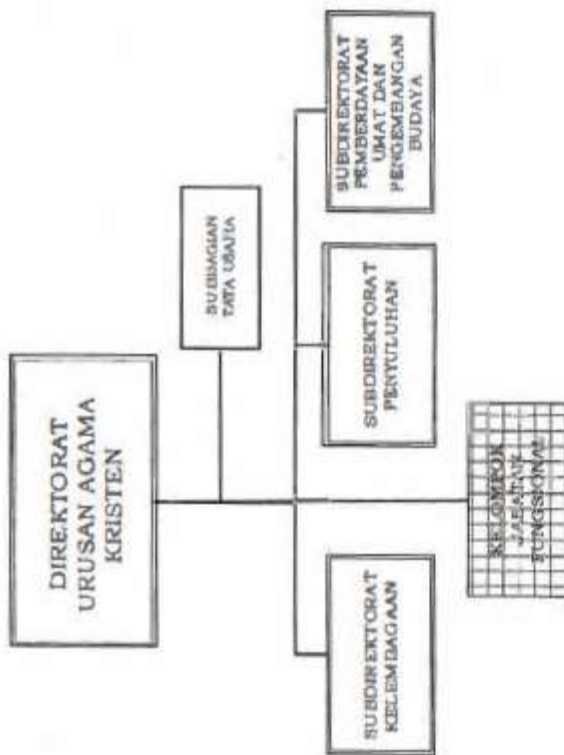 DIREKTORAT
URUSAN AGAMA
KRISTEN
SUBBAGIAN
TATA USAHA
SUBDIREKTORAT
KELEMBAGAAN
SUBDIREKTORAT
PENYULUHAN
SUBDIREKTORAT
PEMBERDAYAAN
UMAT DAN
PENGEMBANGAN
BUDAYA
KELOMPOK
JABATAN
FUNGSIONAL